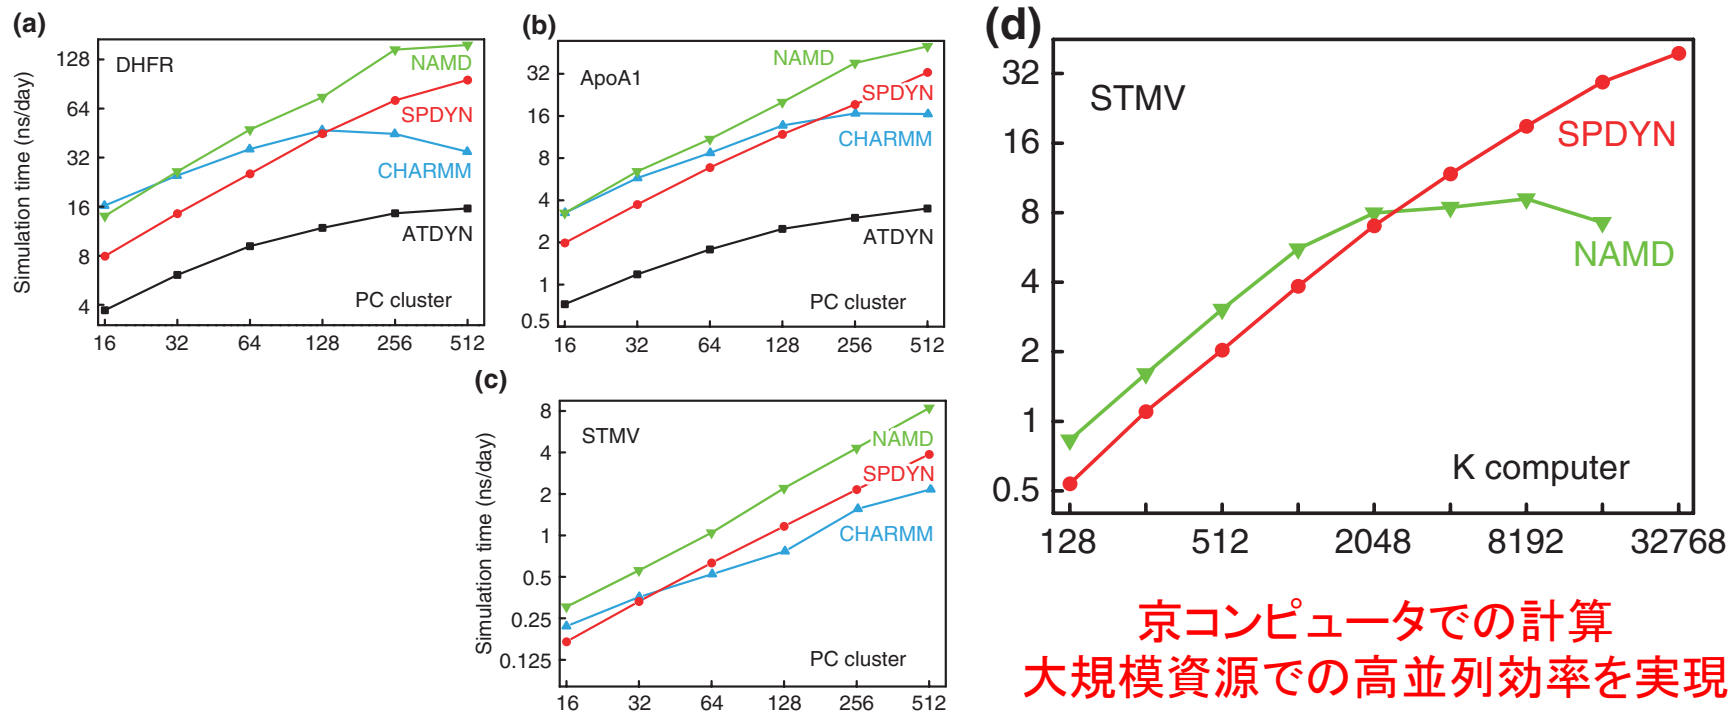 (a)
DHFR
NAMD
SPDYN
CHARMM
ATDYN
PC cluster
Simulation time (ns/day)
128
64
32
16
8
4
16 32 64 128 256 512
(b)
ApoA1
NAMD
SPDYN
CHARMM
ATDYN
PC cluster
32
16
8
4
2
1
0.5
16 32 64 128 256 512
(c)
STMV
NAMD
SPDYN
CHARMM
PC cluster
Simulation time (ns/day)
8
4
2
1
0.5
0.25
0.125
16 32 64 128 256 512
(d)
STMV
SPDYN
NAMD
K computer
32
16
8
4
2
1
0.5
128 512 2048 8192 32768
京コンピュータでの計算
大規模資源での高並列効率を実現